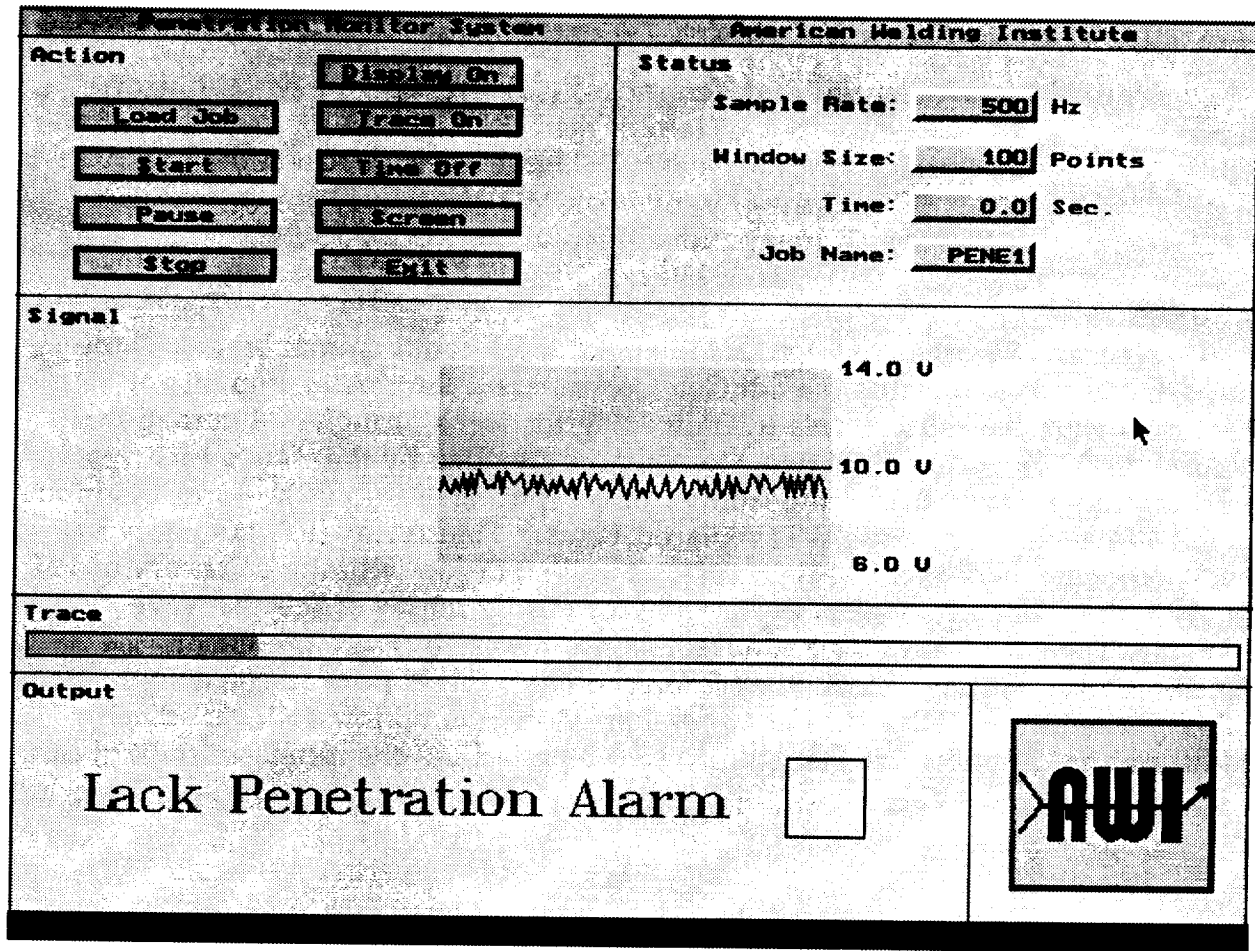 Penetration Monitor System American Welding Institute
Action
Display On
Load Job
Trace On
Start
Time Off
Pause
Screen
Stop
Exit
Status
Sample Rate: 500 Hz
Window Size: 100 Points
Time: 0.0 Sec.
Job Name: PENE1
Signal
14.0 V
10.0 V
6.0 V
Trace
Output
Lack Penetration Alarm
AWI